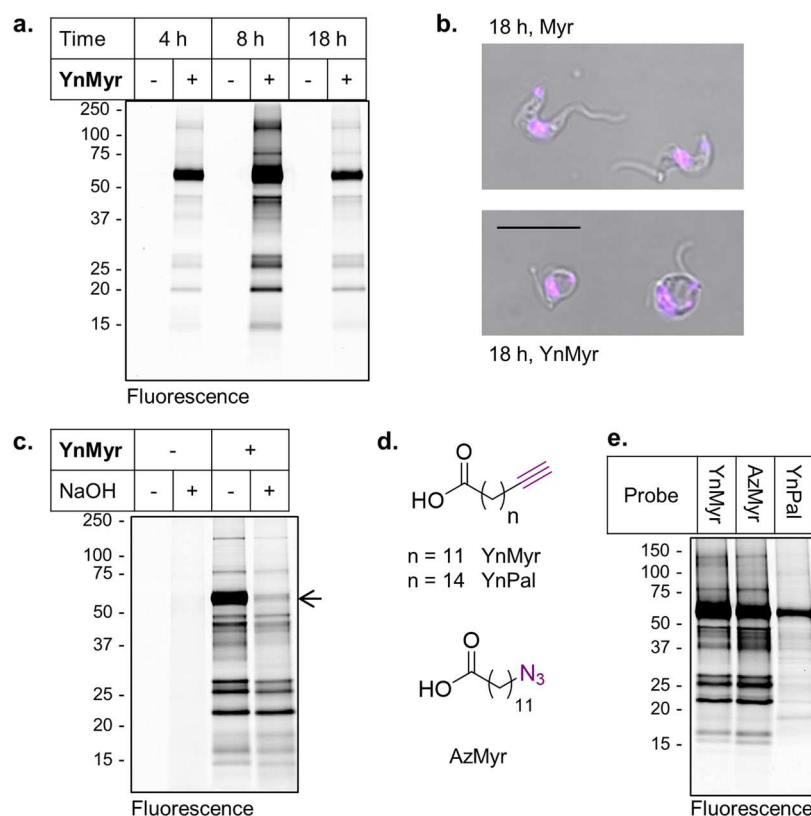 a.
Time 4 h 8 h 18 h
YnMyr - + - + - +
250 -
100 -
75 -
50 -
37 -
25 -
20 -
15 -
Fluorescence
b.
18 h, Myr
18 h, YnMyr
c.
YnMyr - +
NaOH - + - +
250 -
100 -
75 -
50 -
37 -
25 -
20 -
15 -
Fluorescence
d.
O
HO
n
n = 11 YnMyr
n = 14 YnPal
O
HO
N3
11
AzMyr
e.
Probe YnMyr AzMyr YnPal
150 -
100 -
75 -
50 -
37 -
25 -
20 -
15 -
Fluorescence